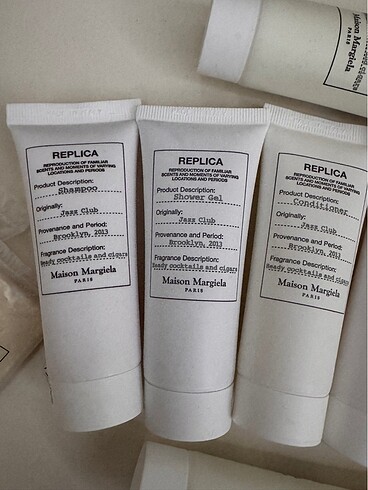 Maison Margiela
PARIS
REPLICA
REPRODUCTION OF FAMILIAR
SCENTS AND MOMENTS OF VARYING
LOCATIONS AND PERIODS
Product Description:
Shampoo
Originally:
Jazz Club
Provenance and Period:
Brooklyn, 2013
Fragrance Description:
Heady cocktails and cigars
Maison Margiela
PARIS
REPLICA
REPRODUCTION OF FAMILIAR
SCENTS AND MOMENTS OF VARYING
LOCATIONS AND PERIODS
Product Description:
Shower Gel
Originally:
Jazz Club
Provenance and Period:
Brooklyn, 2013
Fragrance Description:
Heady cocktails and cigars
Maison Margiela
PARIS
REPLICA
REPRODUCTION OF FAMILIAR
SCENTS AND MOMENTS OF VARYING
LOCATIONS AND PERIODS
Product Description:
Conditioner
Originally:
Jazz Club
Provenance and Period:
Brooklyn, 2013
Fragrance Description:
Heady cocktails and cigars
Maison Margiela
PARIS